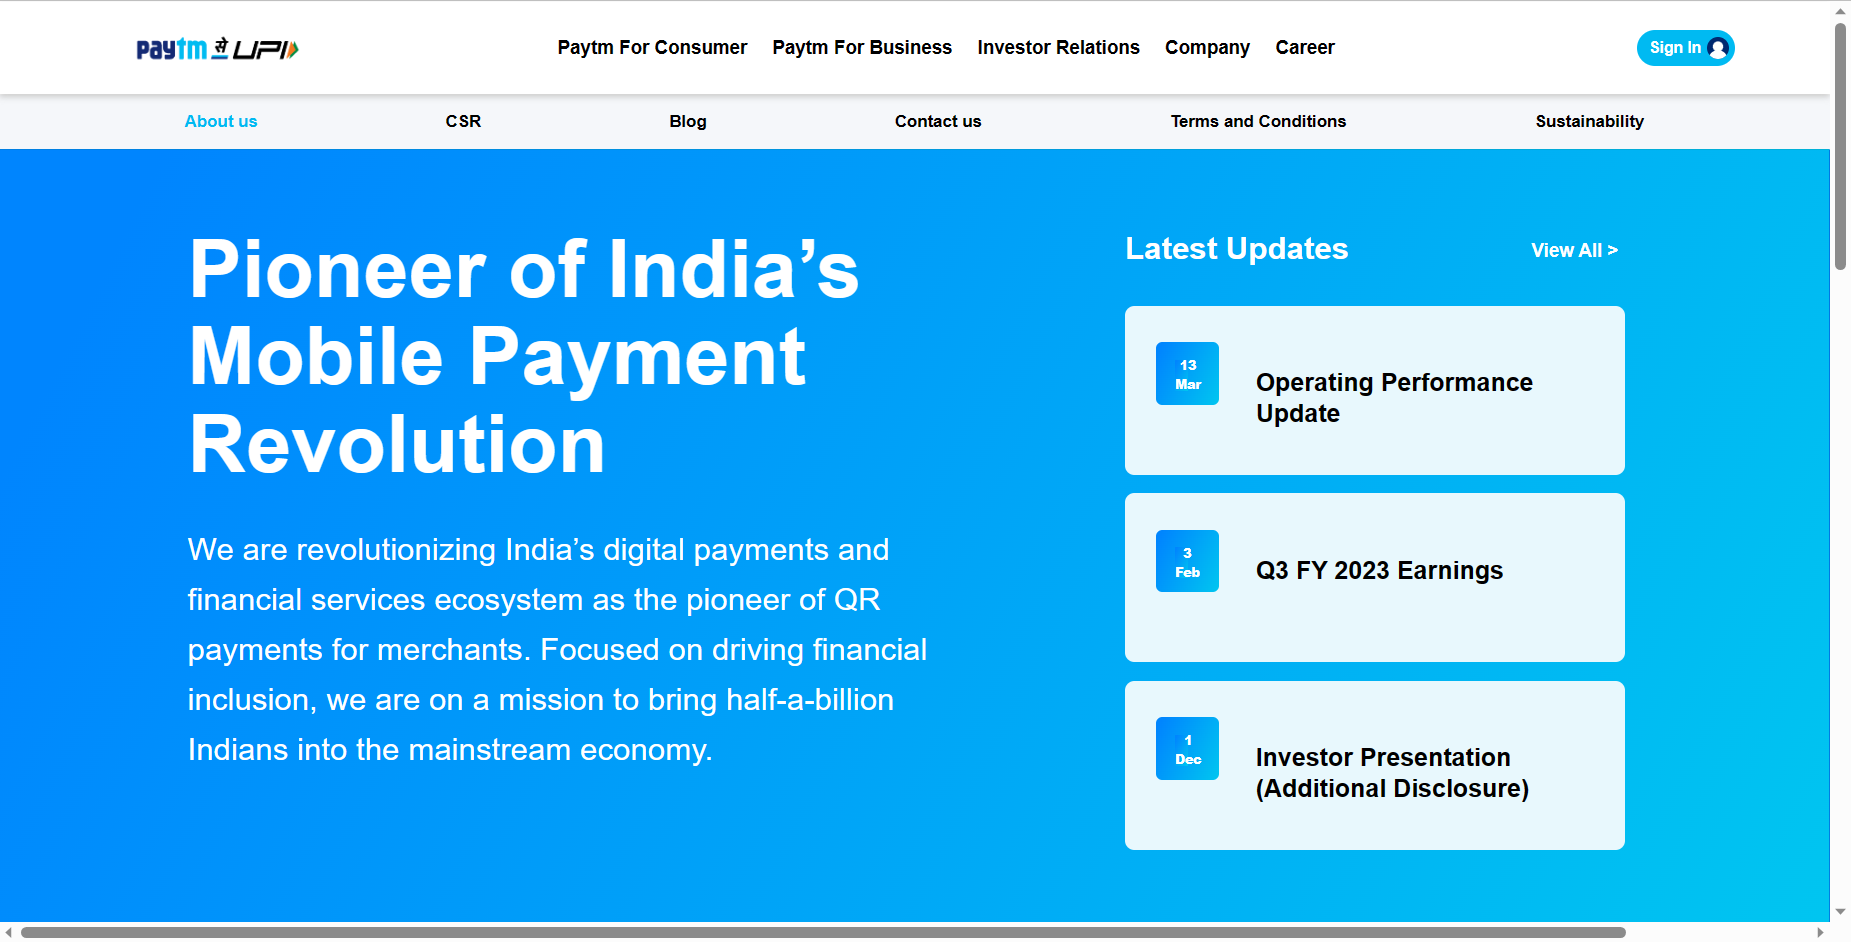 paytm से UPI
Paytm For Consumer Paytm For Business Investor Relations Company Career
Sign In
About us CSR Blog Contact us Terms and Conditions Sustainability
Pioneer of India’s
Mobile Payment
Revolution
We are revolutionizing India’s digital payments and
financial services ecosystem as the pioneer of QR
payments for merchants. Focused on driving financial
inclusion, we are on a mission to bring half-a-billion
Indians into the mainstream economy.
Latest Updates View All >
13
Mar
Operating Performance
Update
3
Feb
Q3 FY 2023 Earnings
1
Dec
Investor Presentation
(Additional Disclosure)